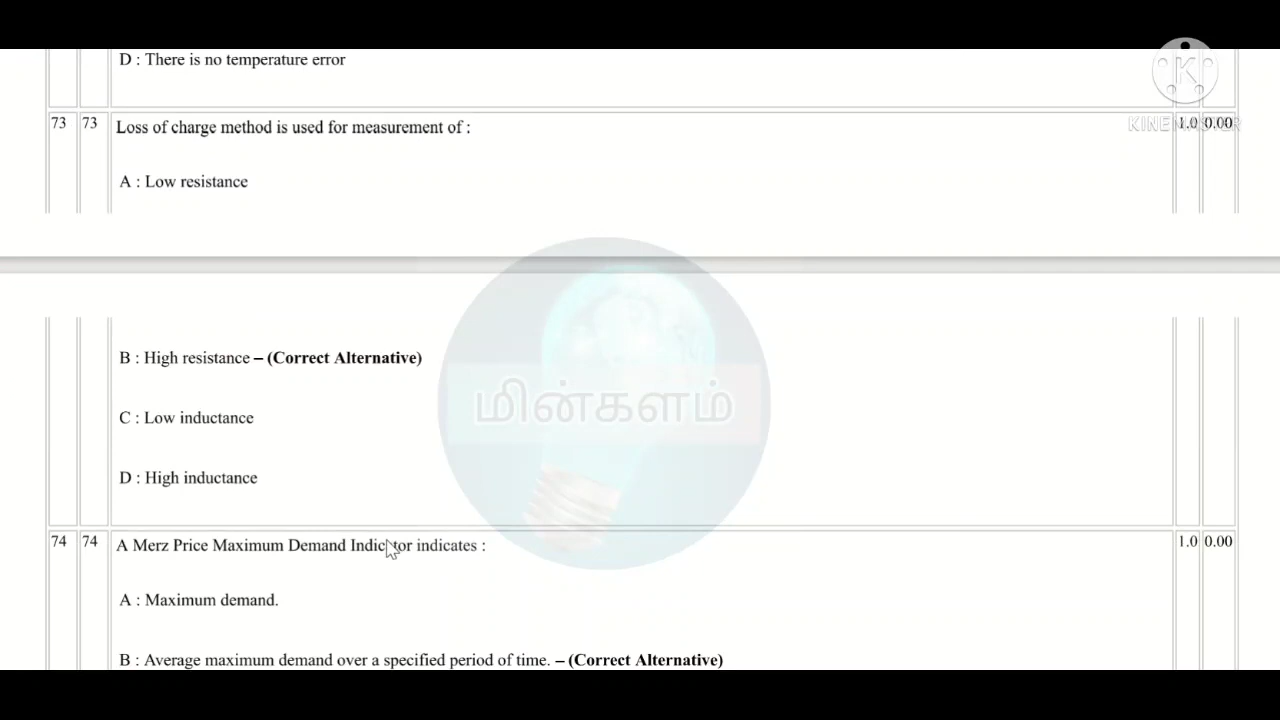 D : There is no temperature error
K
KINEMASTER
73 73 Loss of charge method is used for measurement of : 1.0 0.00
A : Low resistance
B : High resistance – (Correct Alternative)
மின்களம்
C : Low inductance
D : High inductance
74 74 A Merz Price Maximum Demand Indicator indicates : 1.0 0.00
A : Maximum demand.
B : Average maximum demand over a specified period of time. – (Correct Alternative)